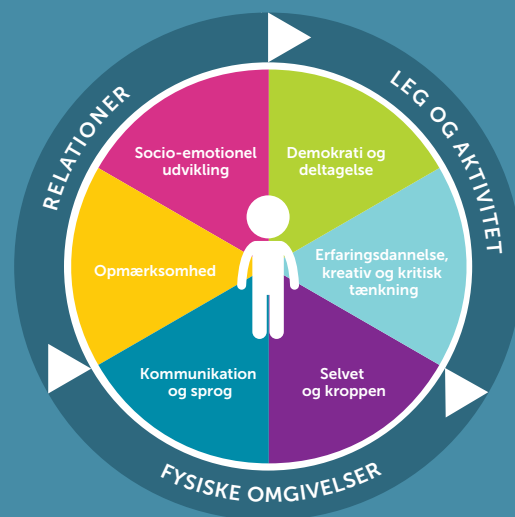 RELATIONER
LEG OG AKTIVITET
Socio-emotionel
udvikling
Demokrati og
deltagelse
Opmærksomhed
Erfaringsdannelse,
kreativ og kritisk
tænkning
Kommunikation
og sprog
Selvet
og kroppen
FYSISKE OMGIVELSER